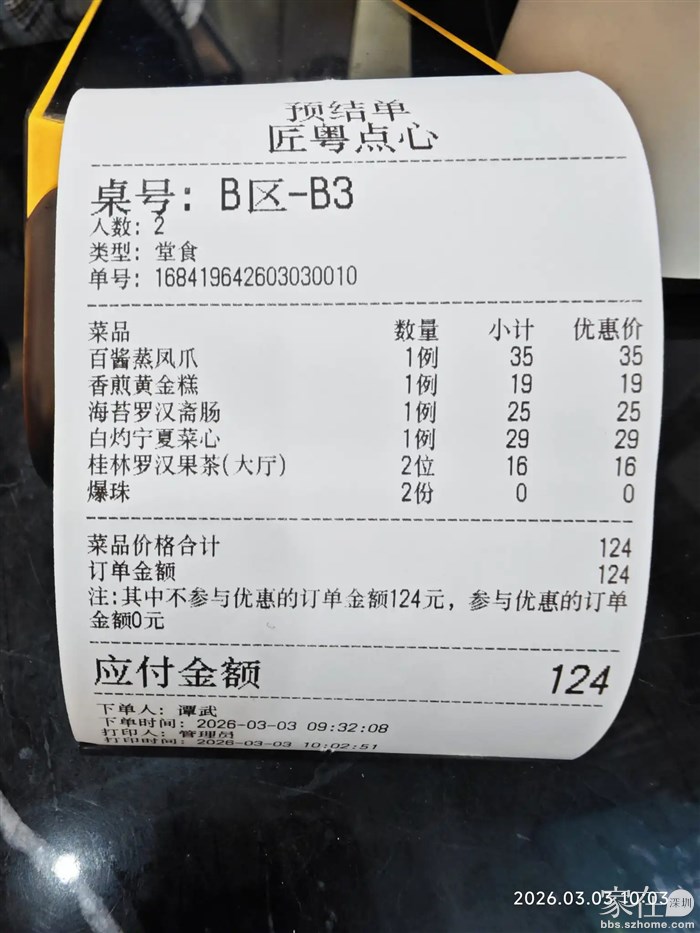 预结单
匠粤点心
桌号: B区-B3
人数: 2
类型: 堂食
单号: 168419642603030010
菜品 数量 小计 优惠价
百酱蒸凤爪 1例 35 35
香煎黄金糕 1例 19 19
海苔罗汉斋肠 1例 25 25
白灼宁夏菜心 1例 29 29
桂林罗汉果茶(大厅) 2位 16 16
爆珠 2份 0 0
菜品价格合计 124
订单金额 124
注:其中不参与优惠的订单金额124元, 参与优惠的订单
金额0元
应付金额 124
下单人: 谭武
下单时间: 2026-03-03 09:32:08
打印人: 管理员
打印时间: 2026-03-03 10:02:51
2026.03.03 10:03
家在深圳
bbs.szhome.com